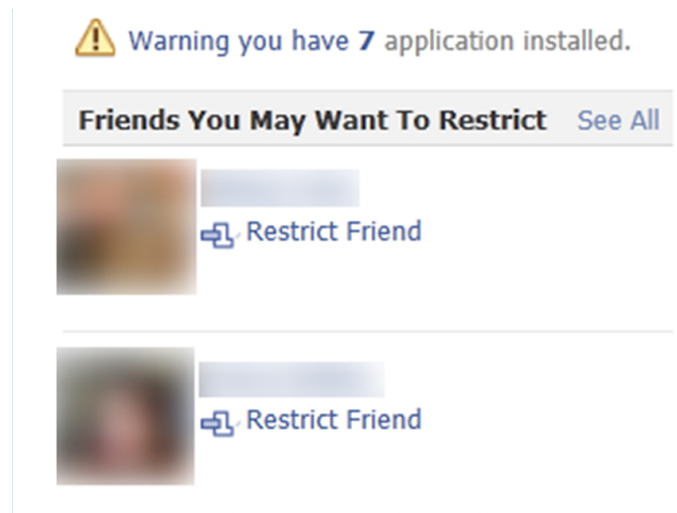 Warning you have 7 application installed.
Friends You May Want To Restrict See All
Restrict Friend
Restrict Friend